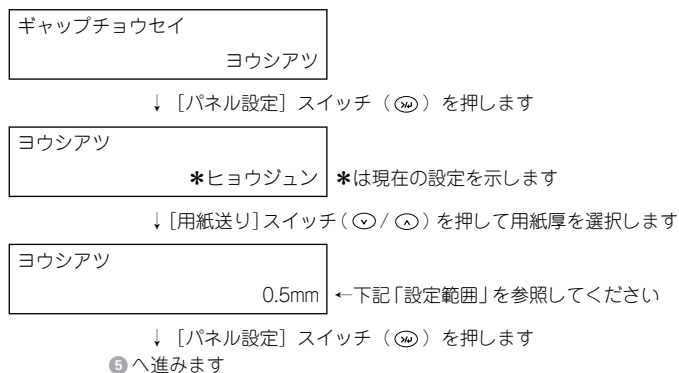 ギャップチョウセイ
ヨウシアツ
↓ [パネル設定] スイッチ ( ) を押します
ヨウシアツ
*ヒョウジュン *は現在の設定を示します
↓ [用紙送り] スイッチ ( / ) を押して用紙厚を選択します
ヨウシアツ
0.5mm ←下記「設定範囲」を参照してください
↓ [パネル設定] スイッチ ( ) を押します
❺ へ進みます